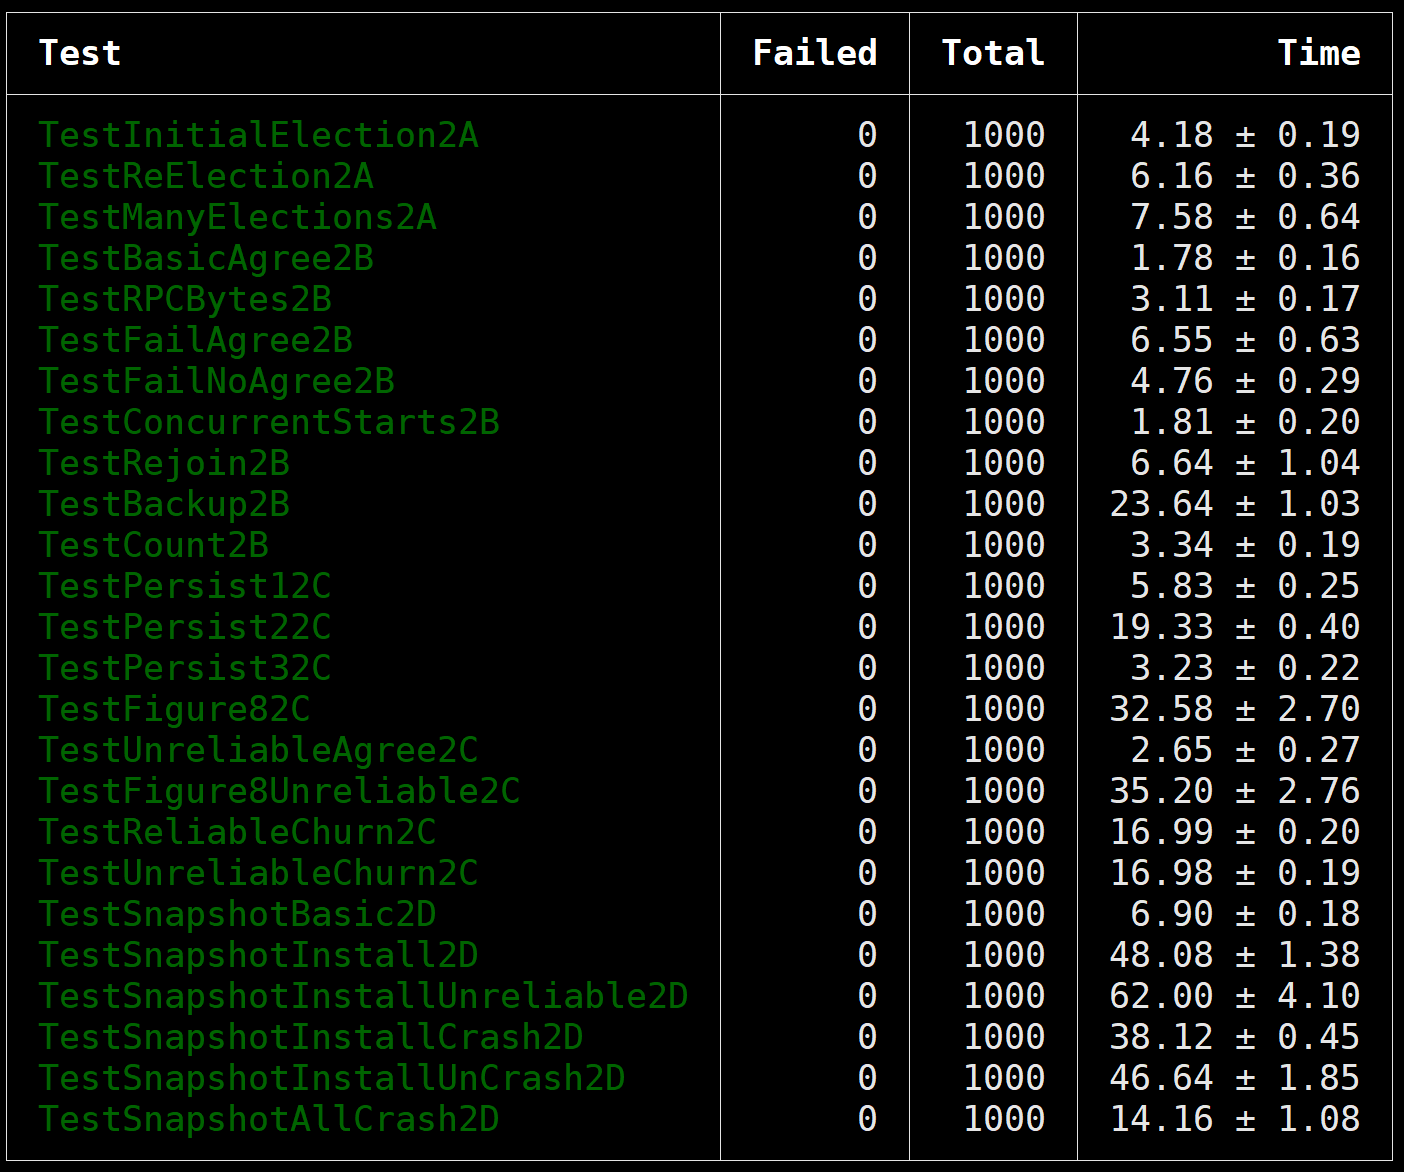 Test Failed Total Time
TestInitialElection2A 0 1000 4.18 ± 0.19
TestReElection2A 0 1000 6.16 ± 0.36
TestManyElections2A 0 1000 7.58 ± 0.64
TestBasicAgree2B 0 1000 1.78 ± 0.16
TestRPCBytes2B 0 1000 3.11 ± 0.17
TestFailAgree2B 0 1000 6.55 ± 0.63
TestFailNoAgree2B 0 1000 4.76 ± 0.29
TestConcurrentStarts2B 0 1000 1.81 ± 0.20
TestRejoin2B 0 1000 6.64 ± 1.04
TestBackup2B 0 1000 23.64 ± 1.03
TestCount2B 0 1000 3.34 ± 0.19
TestPersist12C 0 1000 5.83 ± 0.25
TestPersist22C 0 1000 19.33 ± 0.40
TestPersist32C 0 1000 3.23 ± 0.22
TestFigure82C 0 1000 32.58 ± 2.70
TestUnreliableAgree2C 0 1000 2.65 ± 0.27
TestFigure8Unreliable2C 0 1000 35.20 ± 2.76
TestReliableChurn2C 0 1000 16.99 ± 0.20
TestUnreliableChurn2C 0 1000 16.98 ± 0.19
TestSnapshotBasic2D 0 1000 6.90 ± 0.18
TestSnapshotInstall2D 0 1000 48.08 ± 1.38
TestSnapshotInstallUnreliable2D 0 1000 62.00 ± 4.10
TestSnapshotInstallCrash2D 0 1000 38.12 ± 0.45
TestSnapshotInstallUnCrash2D 0 1000 46.64 ± 1.85
TestSnapshotAllCrash2D 0 1000 14.16 ± 1.08